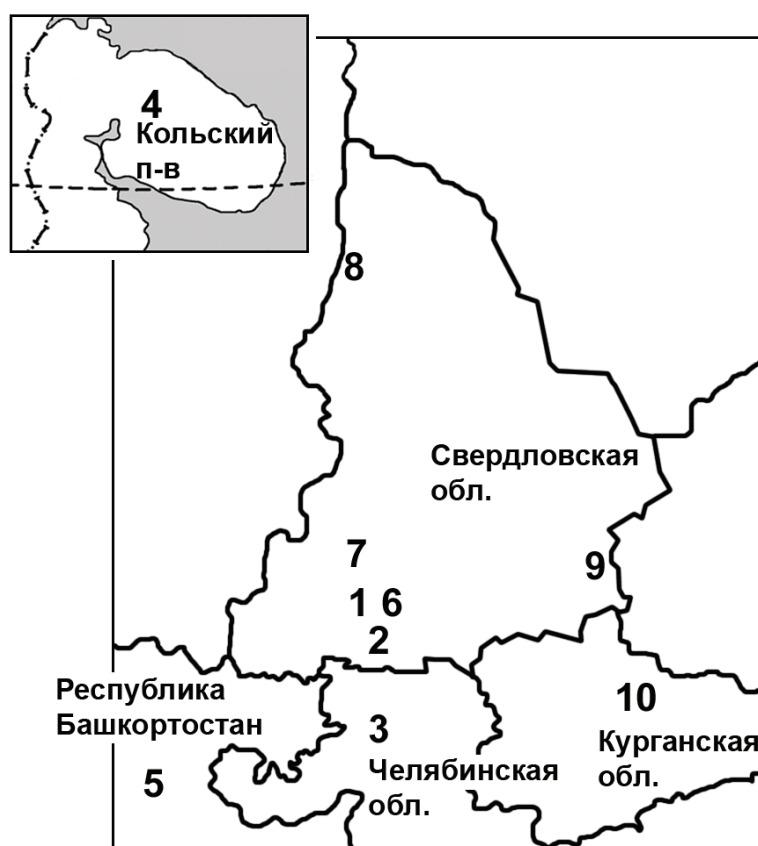 4
Кольский
п-в
8
Свердловская
обл.
7
9
1 6
2
Республика
Башкортостан
10
3
Курганская
обл.
Челябинская
обл.
5